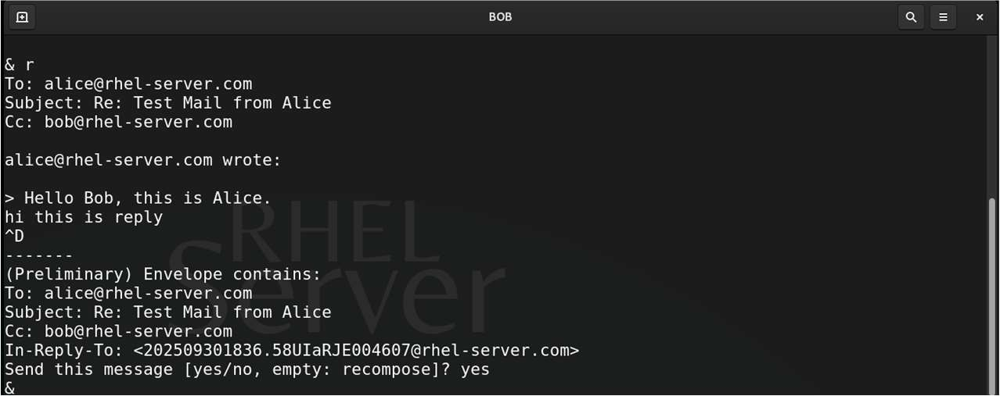 BOB
& r
To: alice@rhel-server.com
Subject: Re: Test Mail from Alice
Cc: bob@rhel-server.com
alice@rhel-server.com wrote:
> Hello Bob, this is Alice.
hi this is reply
^D
-------
(Preliminary) Envelope contains:
To: alice@rhel-server.com
Subject: Re: Test Mail from Alice
Cc: bob@rhel-server.com
In-Reply-To: <202509301836.58UIaRJE004607@rhel-server.com>
Send this message [yes/no, empty: recompose]? yes
&
RHEL
Server